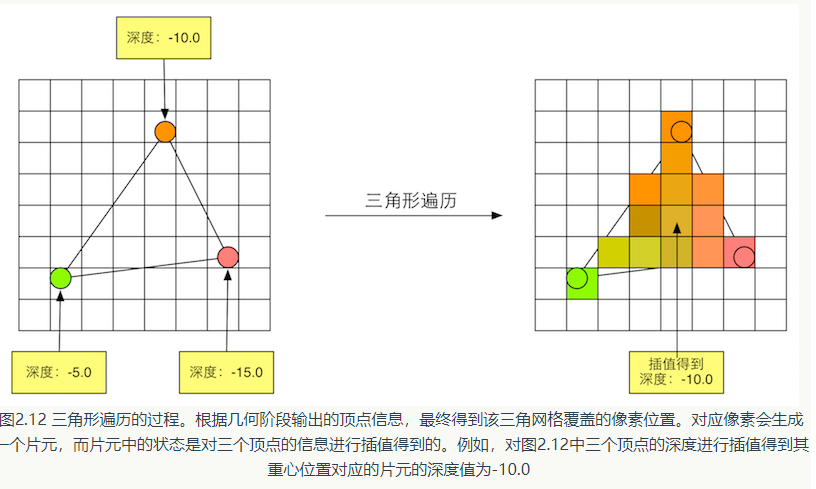 深度：-10.0
三角形遍历
深度：-5.0
深度：-15.0
插值得到
深度：-10.0
图2.12 三角形遍历的过程。根据几何阶段输出的顶点信息，最终得到该三角网格覆盖的像素位置。对应像素会生成
一个片元，而片元中的状态是对三个顶点的信息进行插值得到的。例如，对图2.12中三个顶点的深度进行插值得到其
重心位置对应的片元的深度值为-10.0